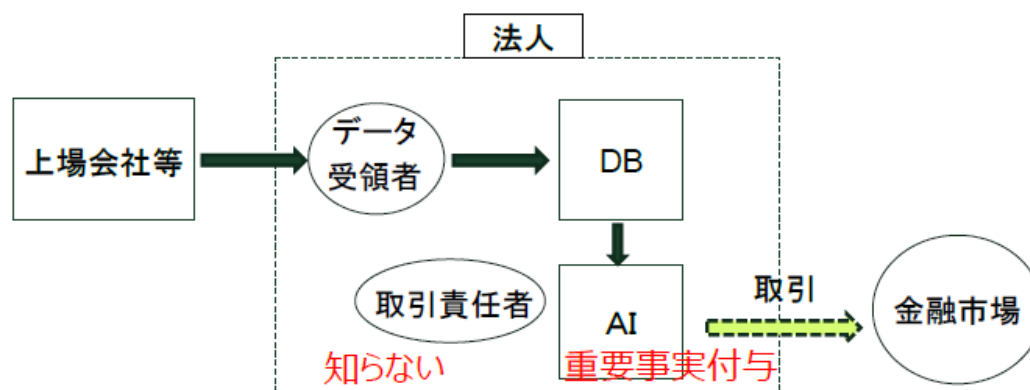 法人
上場会社等
データ
受領者
DB
取引責任者
AI
取引
金融市場
知らない
重要事実付与